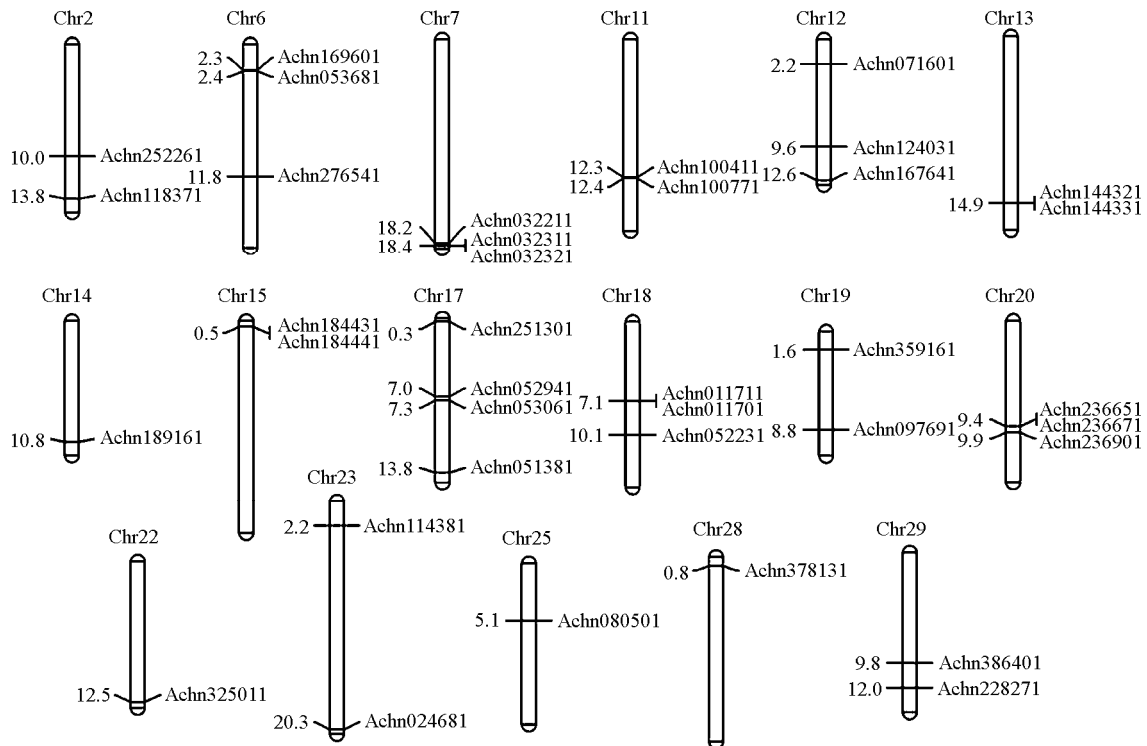 Chr2
10.0 Achn252261
13.8 Achn118371
Chr6
2.3 Achn169601
2.4 Achn053681
11.8 Achn276541
Chr7
18.2 Achn032211
18.4 Achn032311
Achn032321
Chr11
12.3 Achn100411
12.4 Achn100771
Chr12
2.2 Achn071601
9.6 Achn124031
12.6 Achn167641
Chr13
14.9 Achn144321
Achn144331
Chr14
10.8 Achn189161
Chr15
0.5 Achn184431
Achn184441
Chr17
0.3 Achn251301
7.0 Achn052941
7.3 Achn053061
13.8 Achn051381
Chr18
7.1 Achn011711
Achn011701
10.1 Achn052231
Chr19
1.6 Achn359161
8.8 Achn097691
Chr20
9.4 Achn236651
Achn236671
9.9 Achn236901
Chr22
12.5 Achn325011
Chr23
2.2 Achn114381
20.3 Achn024681
Chr25
5.1 Achn080501
Chr28
0.8 Achn378131
Chr29
9.8 Achn386401
12.0 Achn228271